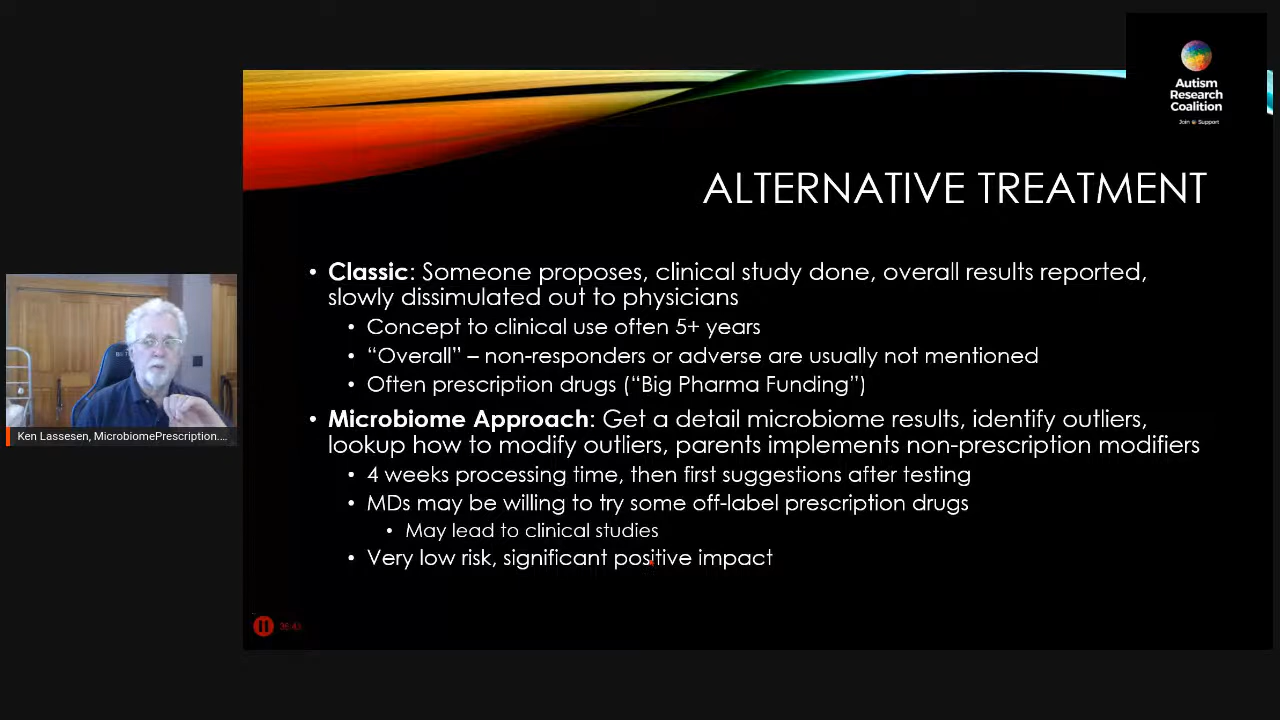 Autism
Research
Coalition
Join Support
ALTERNATIVE TREATMENT
• Classic: Someone proposes, clinical study done, overall results reported,
slowly dissimulated out to physicians
• Concept to clinical use often 5+ years
• “Overall” – non-responders or adverse are usually not mentioned
• Often prescription drugs (“Big Pharma Funding”)
• Microbiome Approach: Get a detail microbiome results, identify outliers,
lookup how to modify outliers, parents implements non-prescription modifiers
• 4 weeks processing time, then first suggestions after testing
• MDs may be willing to try some off-label prescription drugs
• May lead to clinical studies
• Very low risk, significant positive impact
Ken Lassesen, MicrobiomePrescription....